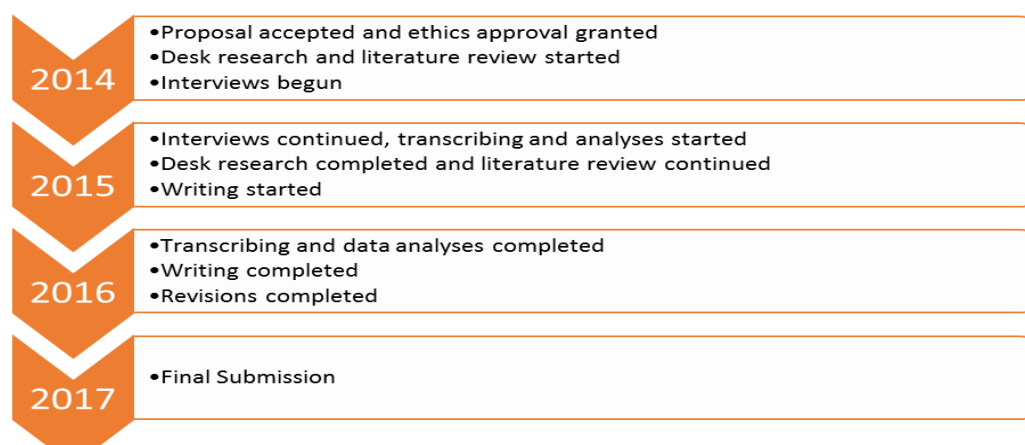 2014
•Proposal accepted and ethics approval granted
•Desk research and literature review started
•Interviews begun
2015
•Interviews continued, transcribing and analyses started
•Desk research completed and literature review continued
•Writing started
2016
•Transcribing and data analyses completed
•Writing completed
•Revisions completed
2017
•Final Submission